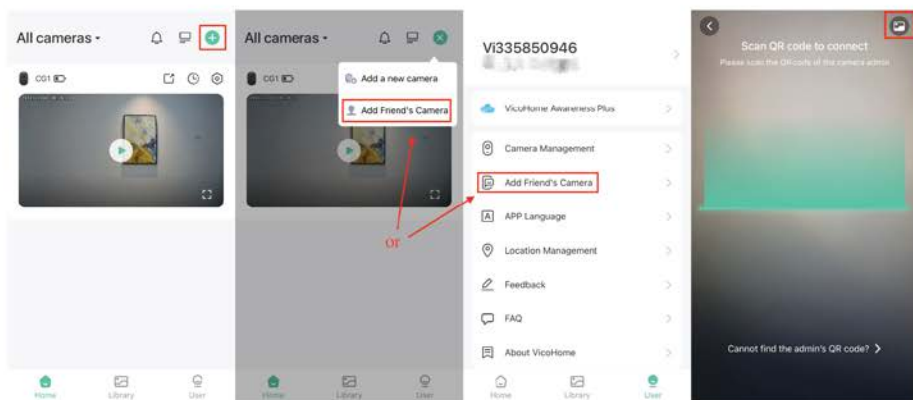 All cameras
CG1
Home
Library
User
All cameras
CG1
Add a new camera
Add Friend's Camera
or
Home
Library
User
Vi335850946
VicoHome Awareness Plus
Camera Management
Add Friend's Camera
APP Language
Location Management
Feedback
FAQ
About VicoHome
Home
Library
User
Scan QR code to connect
Please scan the QR code of the camera admin
Cannot find the admin's QR code?